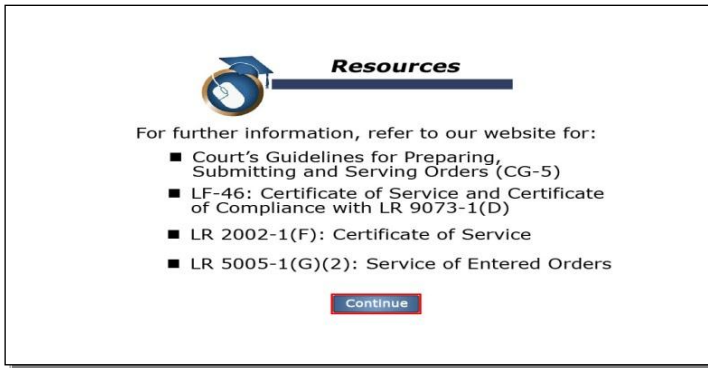 Resources
For further information, refer to our website for:
■ Court's Guidelines for Preparing,
Submitting and Serving Orders (CG-5)
■ LF-46: Certificate of Service and Certificate
of Compliance with LR 9073-1(D)
■ LR 2002-1(F): Certificate of Service
■ LR 5005-1(G)(2): Service of Entered Orders
Continue